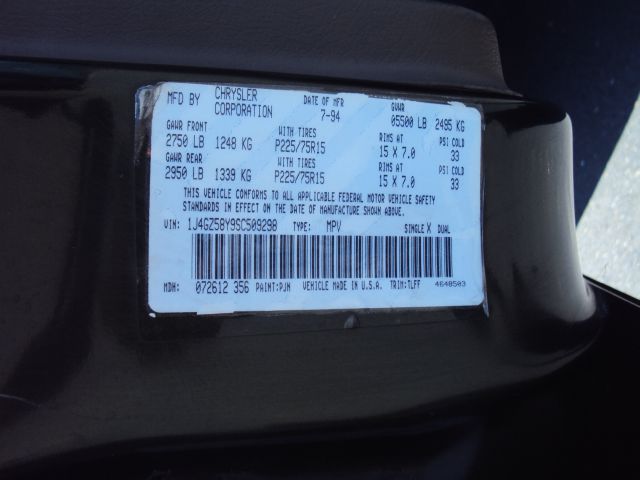 MFD BY CHRYSLER CORPORATION DATE OF MFR 7-94 GVWR 05500 LB 2495 KG
GAWR FRONT WITH TIRES RIMS AT PSI COLD
2750 LB 1248 KG P225/75R15 15 X 7.0 33
GAWR REAR WITH TIRES RIMS AT PSI COLD
2950 LB 1339 KG P225/75R15 15 X 7.0 33
THIS VEHICLE CONFORMS TO ALL APPLICABLE FEDERAL MOTOR VEHICLE SAFETY
STANDARDS IN EFFECT ON THE DATE OF MANUFACTURE SHOWN ABOVE.
VIN: 1J4GZ58Y9SC509298 TYPE: MPV SINGLE X DUAL
MDH: 072612 356 PAINT:PJN VEHICLE MADE IN U.S.A. TRIM:TLFF 4648503